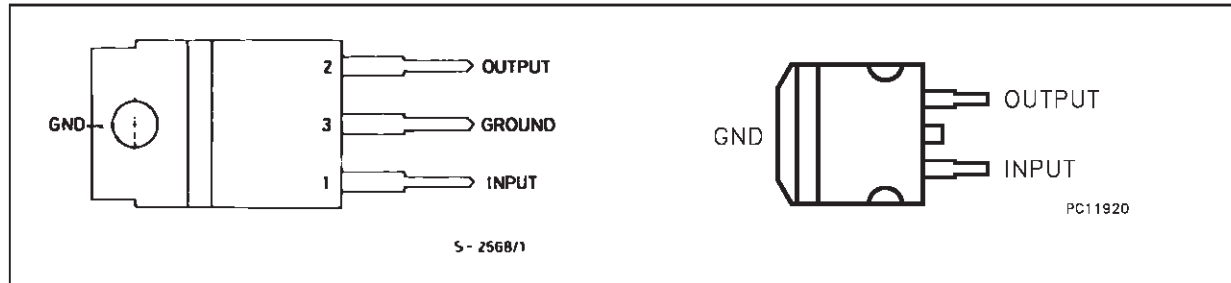 2 OUTPUT
GND 3 GROUND
1 INPUT
S - 2568/1
OUTPUT
GND
INPUT
PC11920